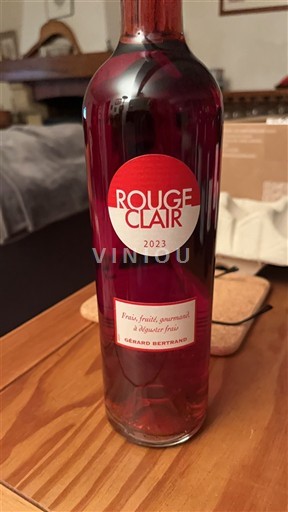 ROUGE
CLAIR
2023
VINIOU
Frais, fruité, gourmand,
à déguster frais
GÉRARD BERTRAND